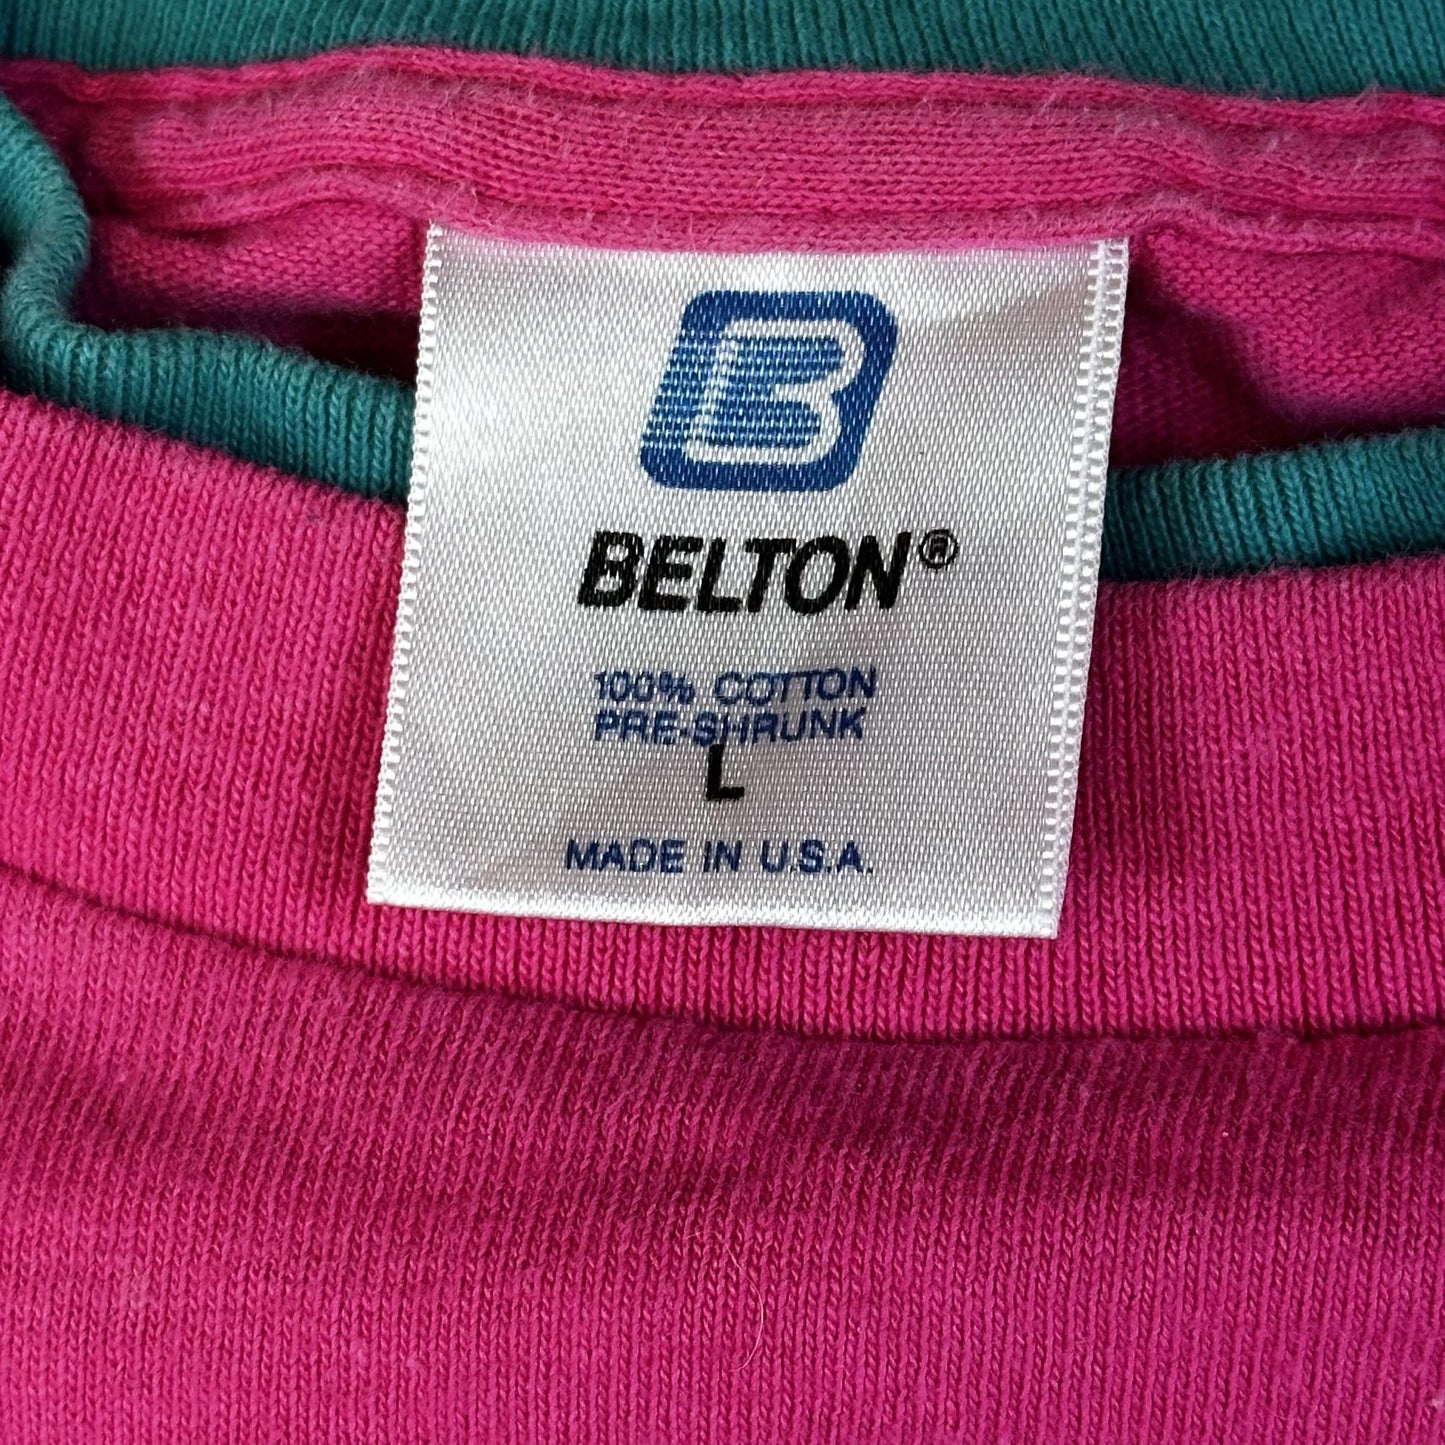 B
BELTON®
100% COTTON
PRE-SHRUNK
L
MADE IN U.S.A.